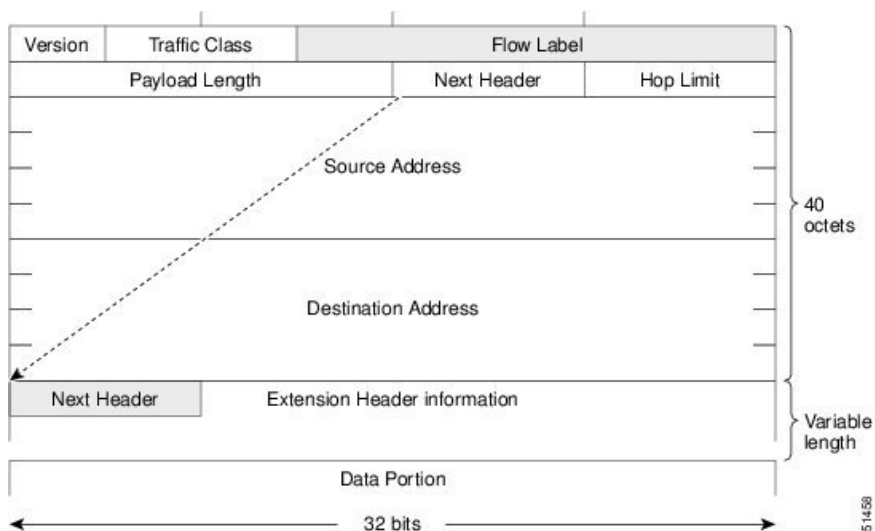 Version Traffic Class Flow Label
Payload Length Next Header Hop Limit
Source Address
40
octets
Destination Address
Next Header Extension Header information
Variable
length
Data Portion
32 bits
51458